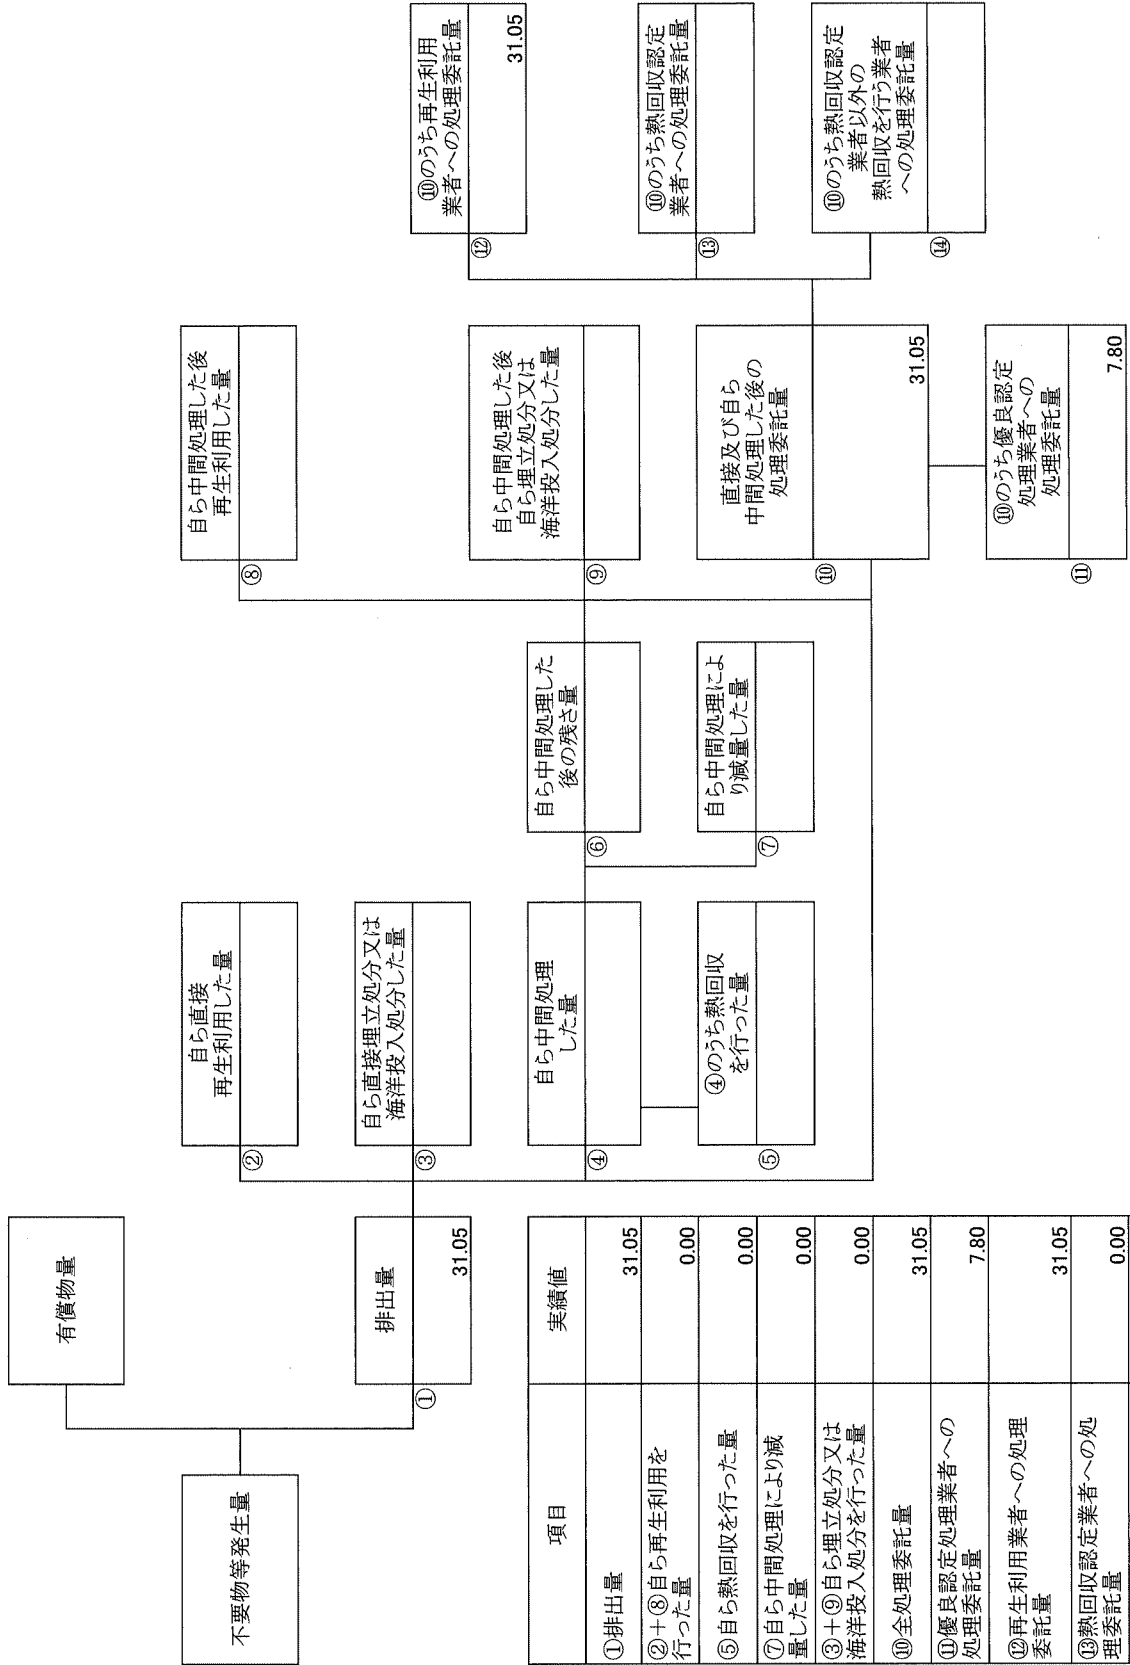 有償物量
不要物等発生量
排出量
①
31.05
②
自ら直接
再生利用した量
③
自ら直接埋立処分又は
海洋投入処分した量
④
自ら中間処理
した量
⑤
④のうち熱回収
を行った量
⑥
自ら中間処理した
後の残さ量
⑦
自ら中間処理によ
り減量した量
⑧
自ら中間処理した後
再生利用した量
⑨
自ら中間処理した後
自ら埋立処分又は
海洋投入処分した量
⑩
直接及び自ら
中間処理した後の
処理委託量
31.05
⑪
⑩のうち優良認定
処理業者への
処理委託量
7.80
⑫
⑩のうち再生利用
業者への処理委託量
31.05
⑬
⑩のうち熱回収認定
業者への処理委託量
⑭
⑩のうち熱回収認定
業者以外の
熱回収を行う業者
への処理委託量
項目 実績値
①排出量 31.05
②+⑧自ら再生利用を
行った量 0.00
⑤自ら熱回収を行った量 0.00
⑦自ら中間処理により減
量した量 0.00
③+⑨自ら埋立処分又は
海洋投入処分を行った量 0.00
⑩全処理委託量 31.05
⑪優良認定処理業者への
処理委託量 7.80
⑫再生利用業者への処理
委託量 31.05
⑬熱回収認定業者への処
理委託量 0.00